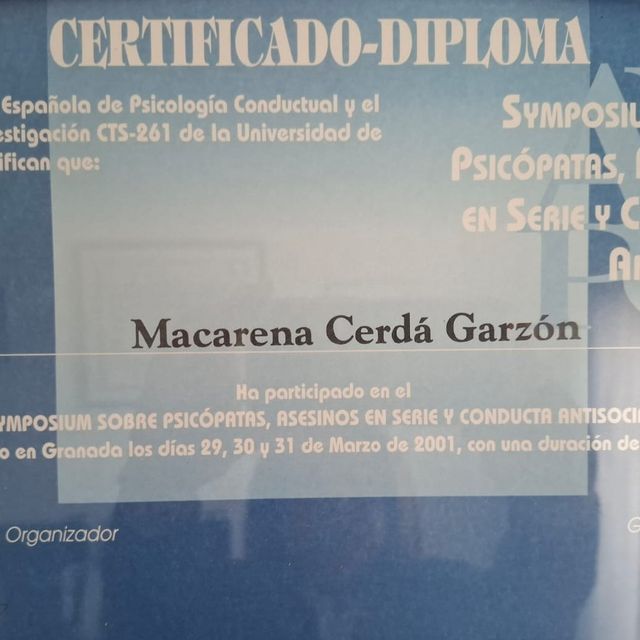 CERTIFICADO-DIPLOMA
Española de Psicología Conductual y el
estigación CTS-261 de la Universidad de
ifican que:
SYMPOSIU
PSICÓPATAS,
EN SERIE Y C
AN
Macarena Cerdá Garzón
Ha participado en el
YMPOSIUM SOBRE PSICÓPATAS, ASESINOS EN SERIE Y CONDUCTA ANTISOCI
o en Granada los días 29, 30 y 31 de Marzo de 2001, con una duración de
Organizador
G